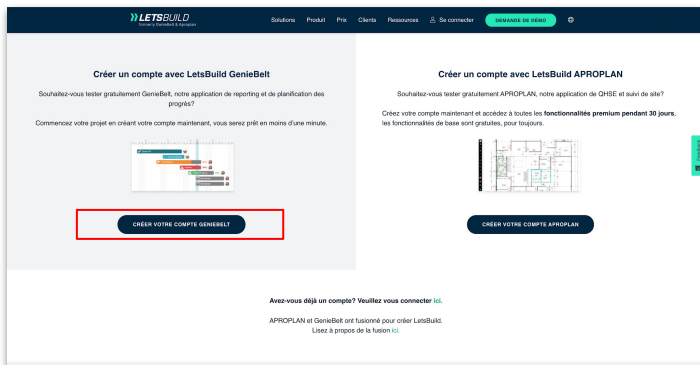 LETSBUILD
formerly GenieBelt & Aproplan
Solutions Produit Prix Clients Ressources Se connecter DEMANDE DE DÉMO
Créer un compte avec LetsBuild GenieBelt
Souhaitez-vous tester gratuitement GenieBelt, notre application de reporting et de planification des
progrès?
Commencez votre projet en créant votre compte maintenant, vous serez prêt en moins d'une minute.
CRÉER VOTRE COMPTE GENIEBELT
Créer un compte avec LetsBuild APROPLAN
Souhaitez-vous tester gratuitement APROPLAN, notre application de QHSE et suivi de site?
Créez votre compte maintenant et accédez à toutes les fonctionnalités premium pendant 30 jours,
les fonctionnalités de base sont gratuites, pour toujours.
CRÉER VOTRE COMPTE APROPLAN
Feedback
Avez-vous déjà un compte? Veuillez vous connecter ici.
APROPLAN et GenieBelt ont fusionné pour créer LetsBuild.
Lisez à propos de la fusion ici.